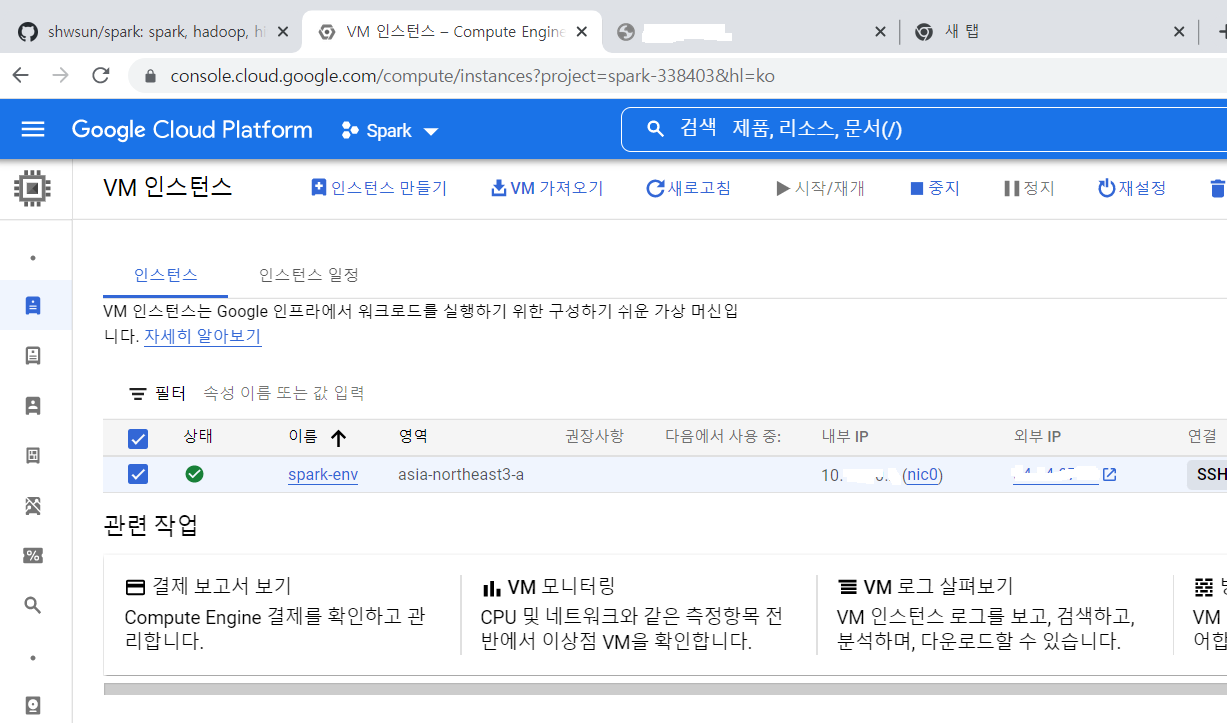 shwsun/spark: spark, hadoop, hi
VM 인스턴스 – Compute Engine
새 탭
console.cloud.google.com/compute/instances?project=spark-338403&hl=ko
Google Cloud Platform
Spark
검색 제품, 리소스, 문서(/)
VM 인스턴스
인스턴스 만들기
VM 가져오기
새로고침
시작/재개
중지
정지
재설정
인스턴스
인스턴스 일정
VM 인스턴스는 Google 인프라에서 워크로드를 실행하기 위한 구성하기 쉬운 가상 머신입
니다. 자세히 알아보기
필터 속성 이름 또는 값 입력
상태 이름 영역 권장사항 다음에서 사용 중: 내부 IP 외부 IP 연결
spark-env asia-northeast3-a 10. (nic0) SSH
관련 작업
결제 보고서 보기
Compute Engine 결제를 확인하고 관
리합니다.
VM 모니터링
CPU 및 네트워크와 같은 측정항목 전
반에서 이상점 VM을 확인합니다.
VM 로그 살펴보기
VM 인스턴스 로그를 보고, 검색하고,
분석하며, 다운로드할 수 있습니다.
VM
어합